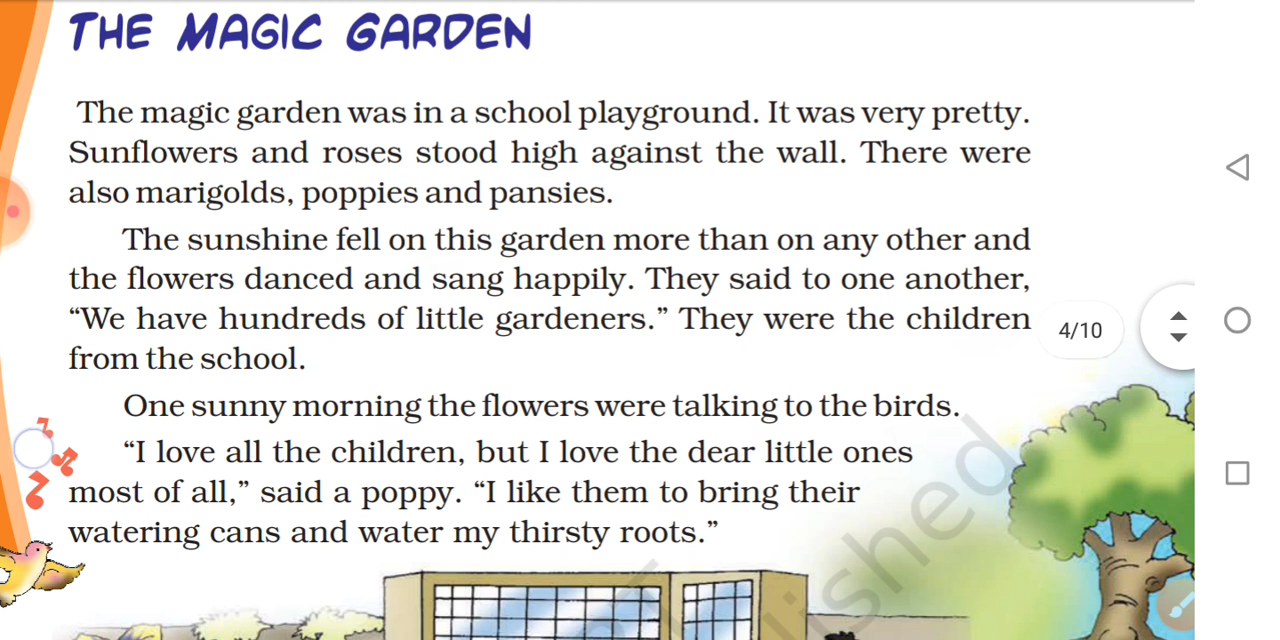 THE MAGIC GARDEN
The magic garden was in a school playground. It was very pretty.
Sunflowers and roses stood high against the wall. There were
also marigolds, poppies and pansies.
The sunshine fell on this garden more than on any other and
the flowers danced and sang happily. They said to one another,
“We have hundreds of little gardeners.” They were the children
from the school.
4/10
One sunny morning the flowers were talking to the birds.
“I love all the children, but I love the dear little ones
most of all,” said a poppy. “I like them to bring their
watering cans and water my thirsty roots.”